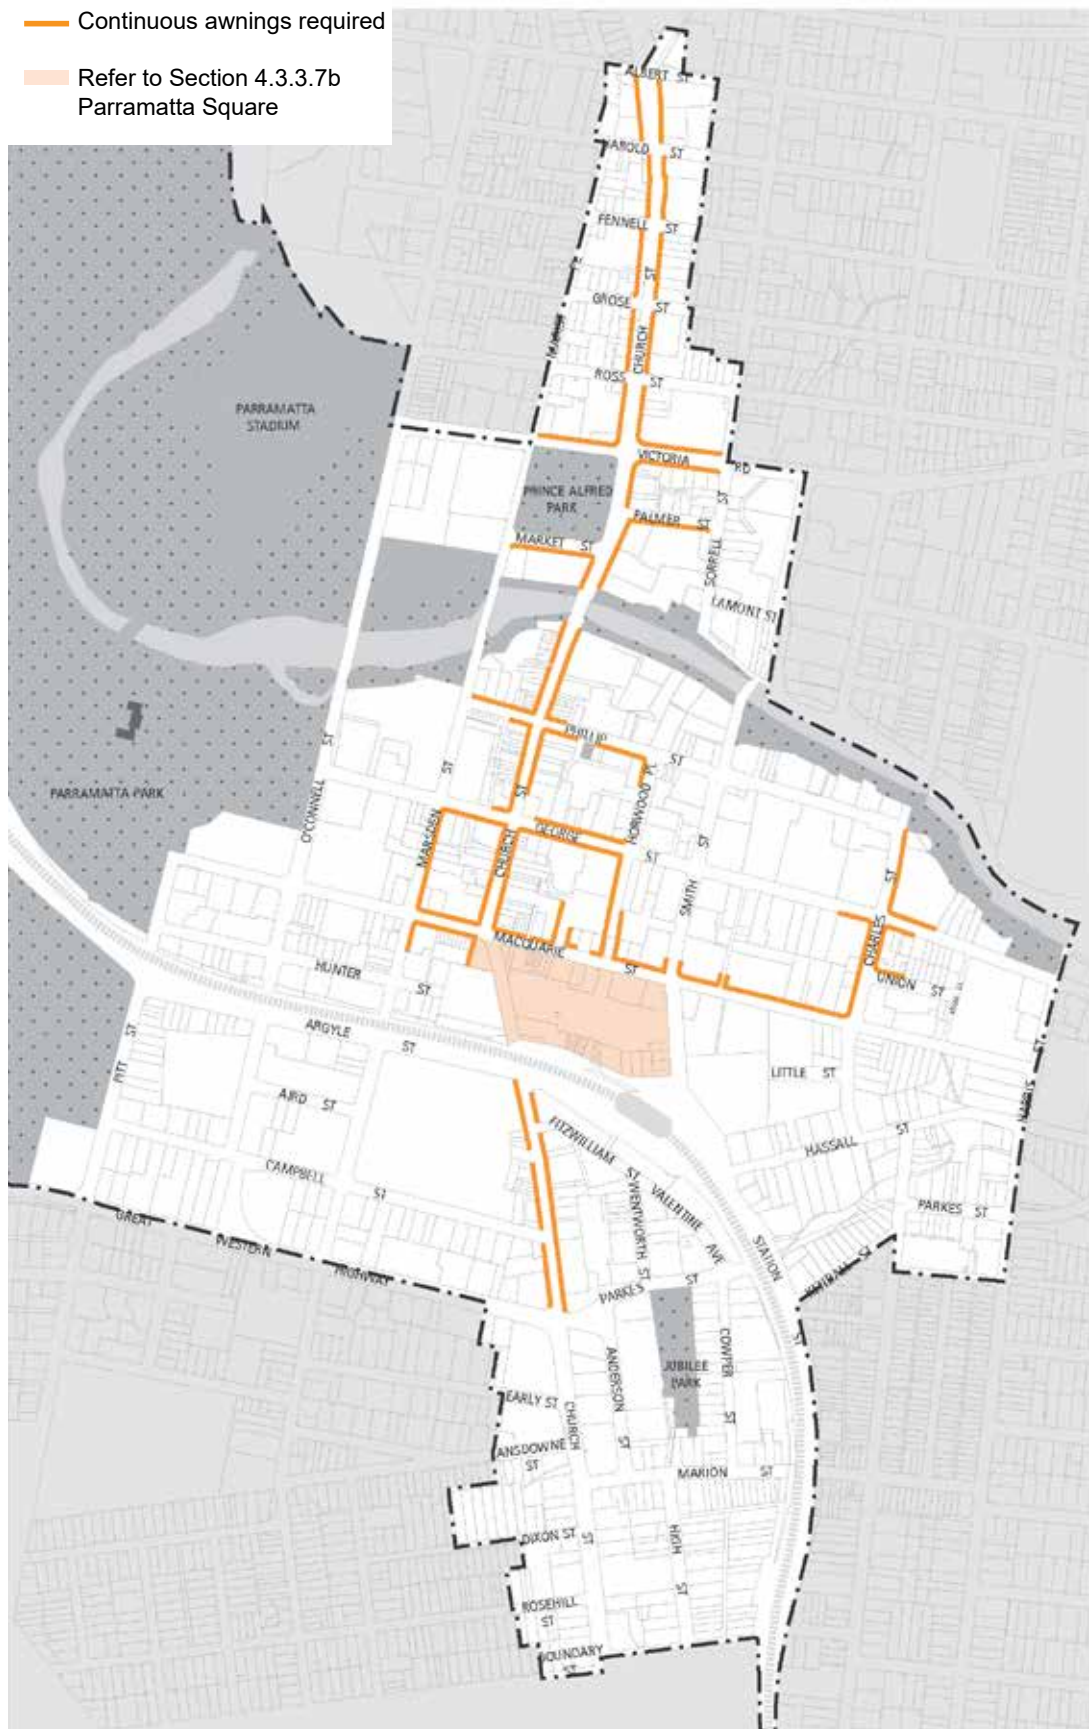 Continuous awnings required
Refer to Section 4.3.3.7b
Parramatta Square
ALBERT ST
HAROLD ST
FENNELL ST
ST
GROSE ST
CHURCH
ROSS ST
PARRAMATTA
STADIUM
VICTORIA RD
PRINCE ALFRED
PARK
ST
PALMER ST
MARKET ST
SORRELL
LAMONT ST
PHILLIP ST
ST
ST
PARRAMATTA PARK
O'CONNELL
MARSDEN
ST
CHURCH
GEORGE ST
HORWOOD PL
ST
SMITH
ST
CHARLES
MACQUARIE ST
UNION ST
HUNTER ST
ARGYLE ST
PITT ST
LITTLE ST
ST
HARRIS
AIRD ST
FITZWILLIAM ST
HASSALL ST
CAMPBELL ST
WENTWORTH ST
VALENTINE AVE
PARKES ST
GREAT WESTERN HIGHWAY
STATION
ST
PARKES ST
COWPER
ST
JUBILEE
PARK
ANDERSON
ST
EARLY ST
CHURCH
ST
ANSDOWNE
ST
MARION ST
DIXON ST
HIGH
ST
ROSEHILL
ST
BOUNDARY
ST